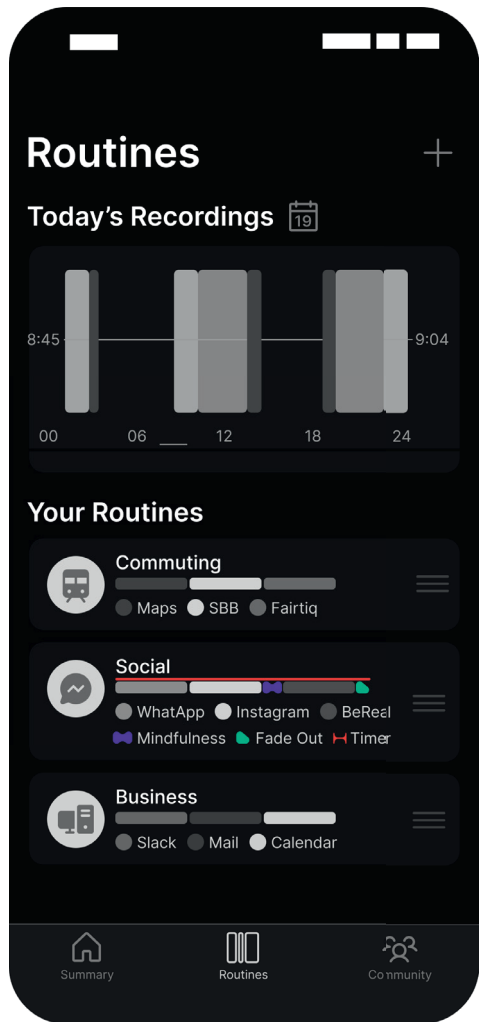 Routines
Today's Recordings 19
8:45 9:04
00 06 12 18 24
Your Routines
Commuting
Maps SBB Fairtiq
Social
WhatApp Instagram BeReal
Mindfulness Fade Out Timer
Business
Slack Mail Calendar
Summary Routines Community